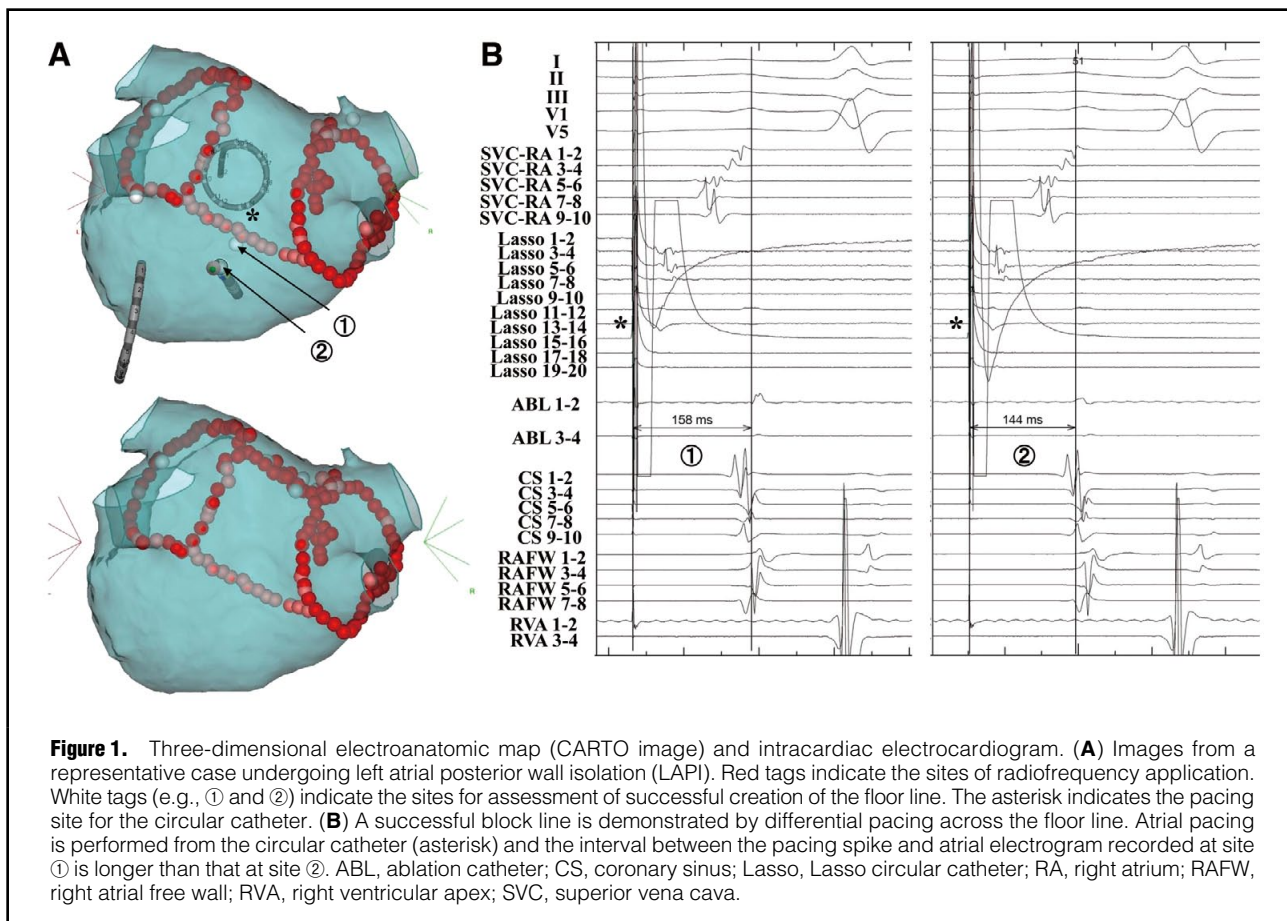 A
*
①
②
L
R
R
B
I
II
III
V1
V5
SVC-RA 1-2
SVC-RA 3-4
SVC-RA 5-6
SVC-RA 7-8
SVC-RA 9-10
Lasso 1-2
Lasso 3-4
Lasso 5-6
Lasso 7-8
Lasso 9-10
Lasso 11-12
* Lasso 13-14
Lasso 15-16
Lasso 17-18
Lasso 19-20
ABL 1-2
ABL 3-4
CS 1-2
CS 3-4
CS 5-6
CS 7-8
CS 9-10
RAFW 1-2
RAFW 3-4
RAFW 5-6
RAFW 7-8
RVA 1-2
RVA 3-4
158 ms
①
51
*
144 ms
②
Figure 1. Three-dimensional electroanatomic map (CARTO image) and intracardiac electrocardiogram. (A) Images from a
representative case undergoing left atrial posterior wall isolation (LAPI). Red tags indicate the sites of radiofrequency application.
White tags (e.g., ① and ②) indicate the sites for assessment of successful creation of the floor line. The asterisk indicates the pacing
site for the circular catheter. (B) A successful block line is demonstrated by differential pacing across the floor line. Atrial pacing
is performed from the circular catheter (asterisk) and the interval between the pacing spike and atrial electrogram recorded at site
① is longer than that at site ②. ABL, ablation catheter; CS, coronary sinus; Lasso, Lasso circular catheter; RA, right atrium; RAFW,
right atrial free wall; RVA, right ventricular apex; SVC, superior vena cava.